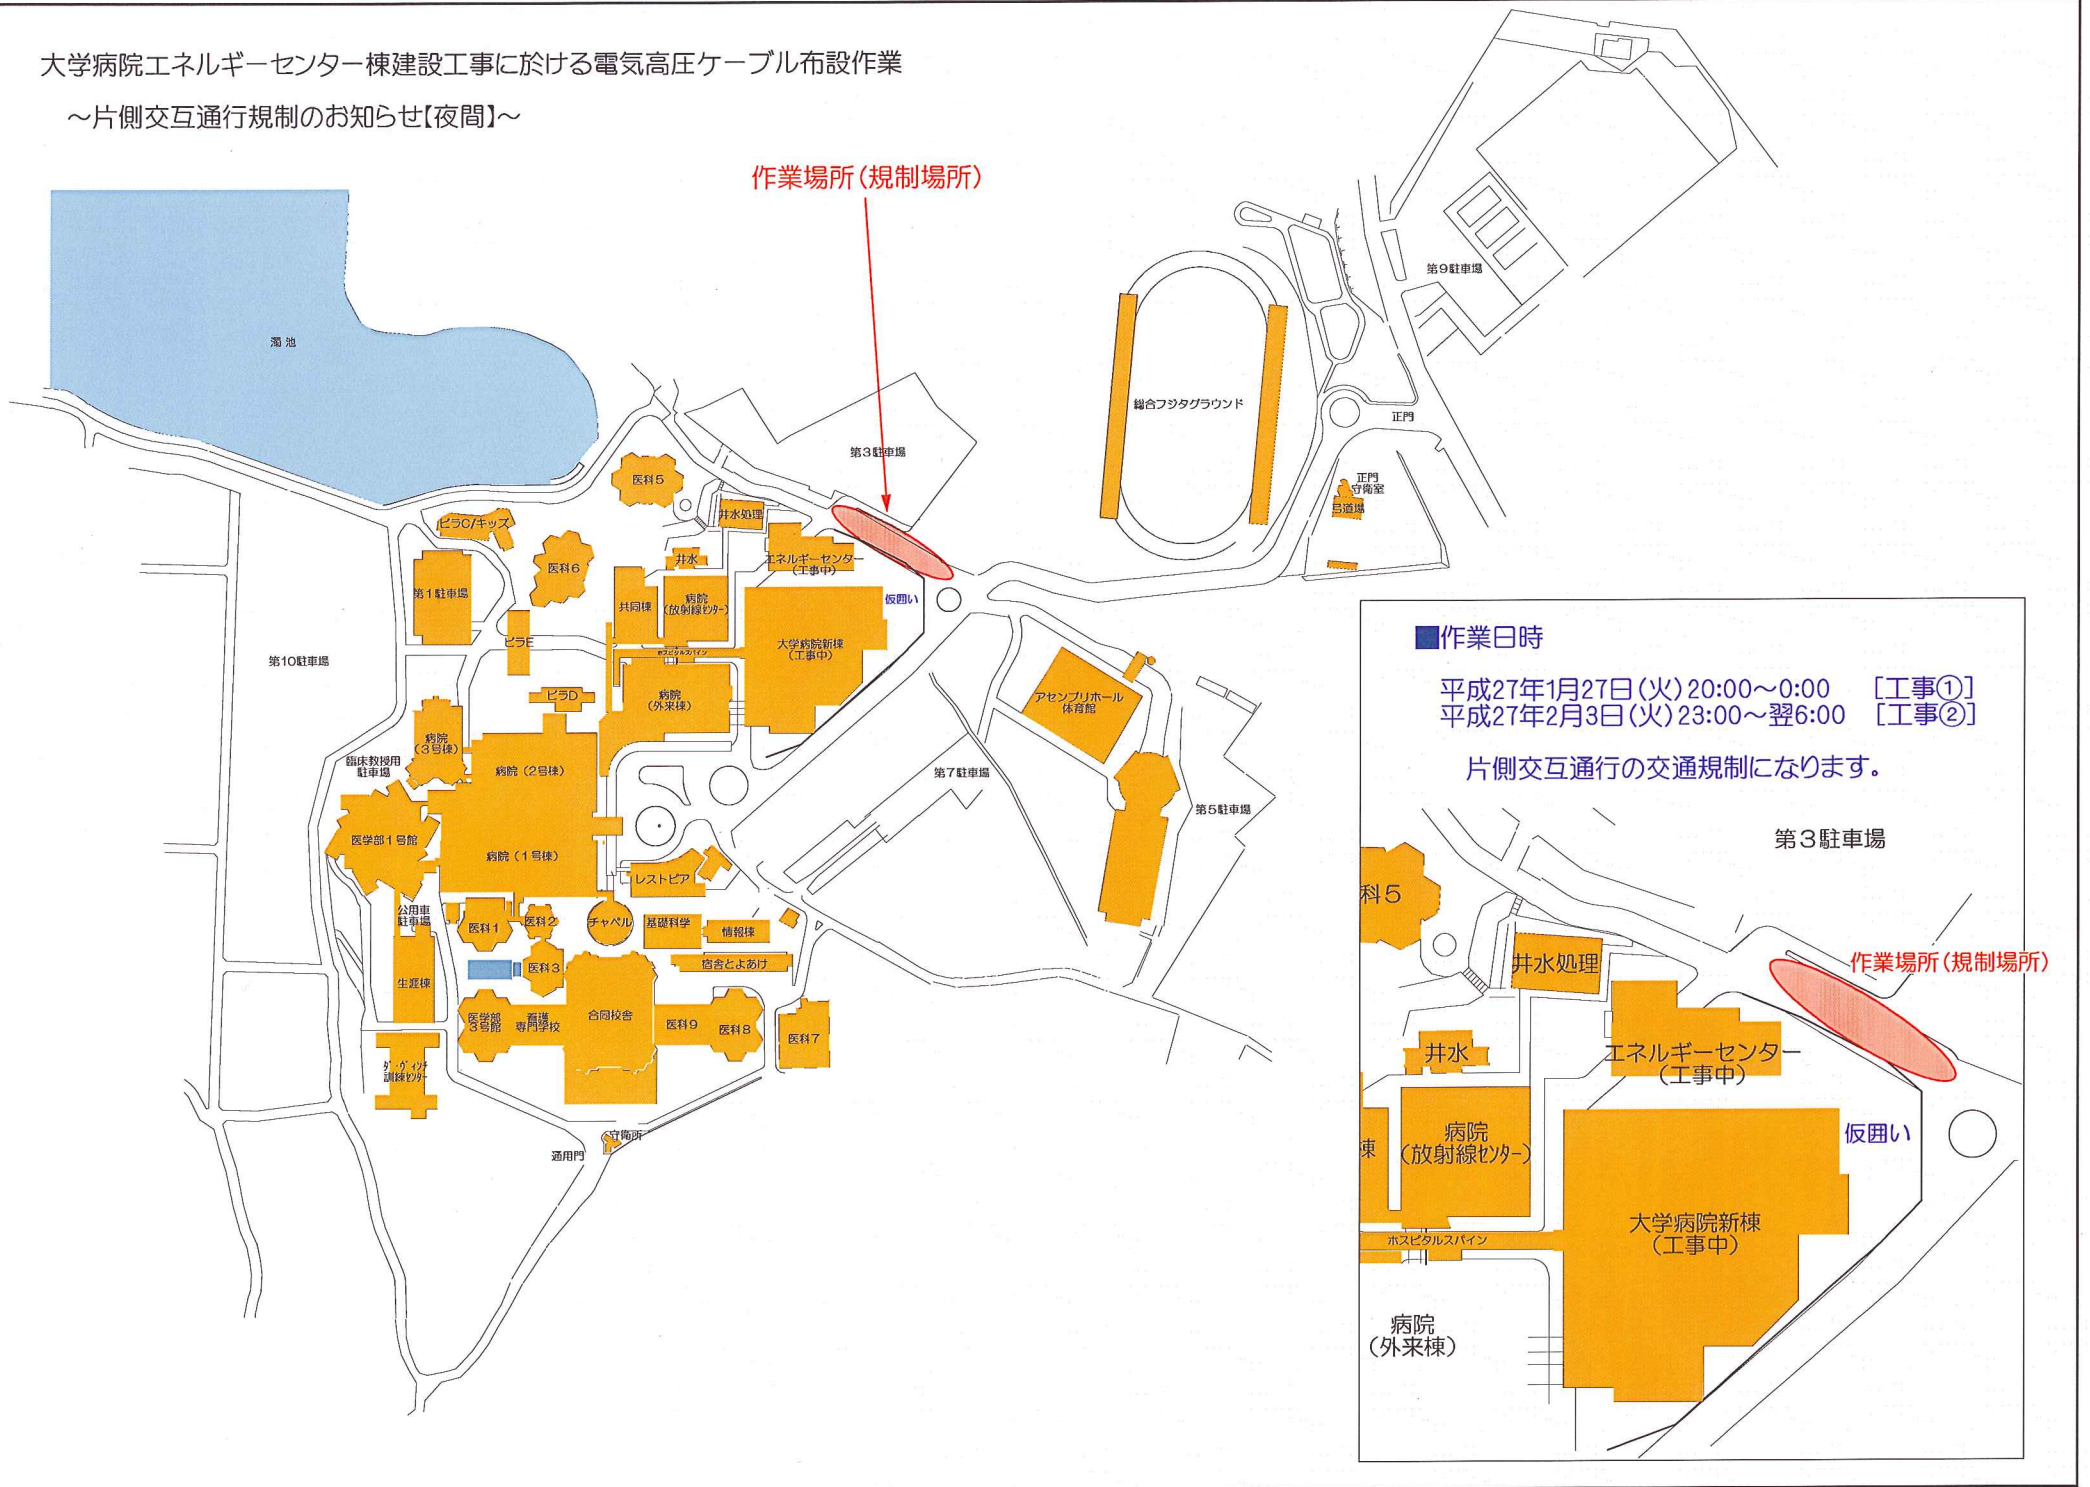 大学病院エネルギーセンター棟建設工事に於ける電気高圧ケーブル布設作業
～片側交互通行規制のお知らせ【夜間】～
作業場所(規制場所)
第9駐車場
濁池
総合フジタグラウンド
正門
第3駐車場
正門
守衛室
弓道場
医科5
井水処理
ビラC/キッズ
医科6
井水
エネルギーセンター
(工事中)
第1駐車場
共同棟
病院
(放射線センター)
仮囲い
ビラE
大学病院新棟
(工事中)
ホスピタルスパイン
第10駐車場
ビラD
病院
(外来棟)
アセンブリホール
体育館
病院
(3号棟)
臨床教授用
駐車場
病院(2号棟)
第7駐車場
第5駐車場
医学部1号館
病院(1号棟)
レストピア
公用車
駐車場
医科1
医科2
チャペル
基礎科学
情報棟
医科3
宿舎とよあけ
生涯棟
医学部
3号館
看護
専門学校
合同校舎
医科9
医科8
医科7
ダ・ヴィンチ
訓練センター
守衛所
通用門
■作業日時
平成27年1月27日(火)20:00～0:00 [工事①]
平成27年2月3日(火)23:00～翌6:00 [工事②]
片側交互通行の交通規制になります。
第3駐車場
科5
井水処理
作業場所(規制場所)
井水
エネルギーセンター
(工事中)
棟
病院
(放射線センター)
仮囲い
大学病院新棟
(工事中)
ホスピタルスパイン
病院
(外来棟)